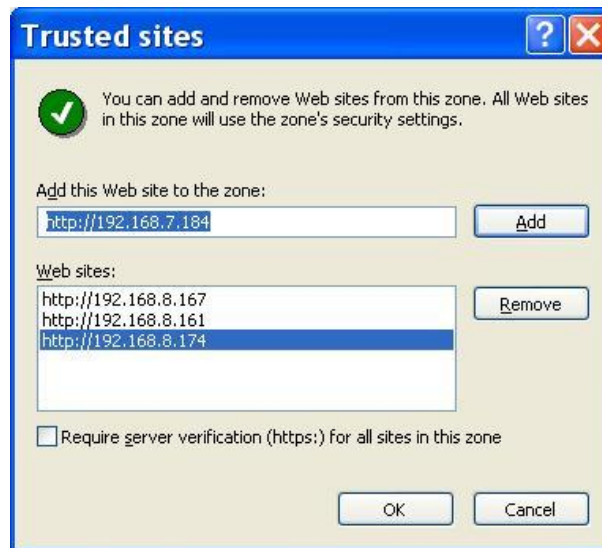 Trusted sites
You can add and remove Web sites from this zone. All Web sites
in this zone will use the zone's security settings.
Add this Web site to the zone:
http://192.168.7.184
Add
Web sites:
http://192.168.8.167
http://192.168.8.161
http://192.168.8.174
Remove
Require server verification (https:) for all sites in this zone
OK
Cancel